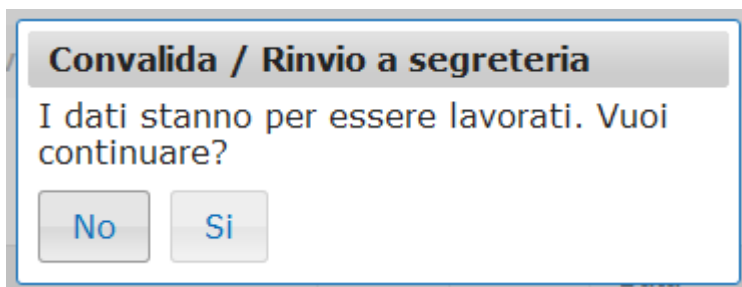 Convalida / Rinvio a segreteria
I dati stanno per essere lavorati. Vuoi
continuare?
No Si